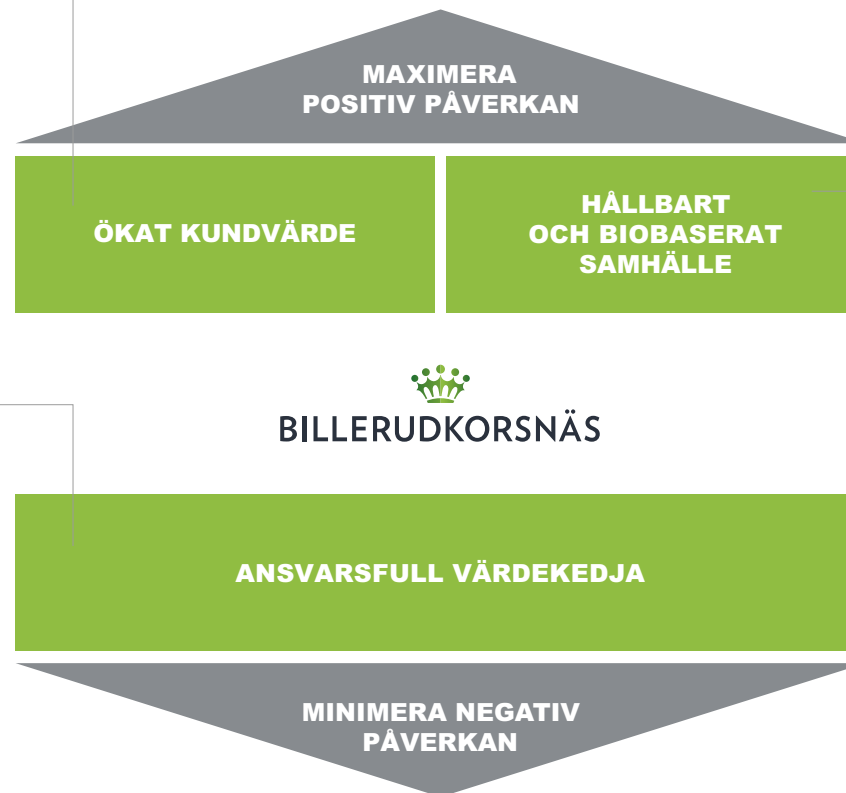 MAXIMERA
POSITIV PÅVERKAN
ÖKAT KUNDVÄRDE
HÅLLBART
OCH BIOBASERAT
SAMHÄLLE
BILLERUDKORSNÄS
ANSVARSFULL VÄRDEKEDJA
MINIMERA NEGATIV
PÅVERKAN